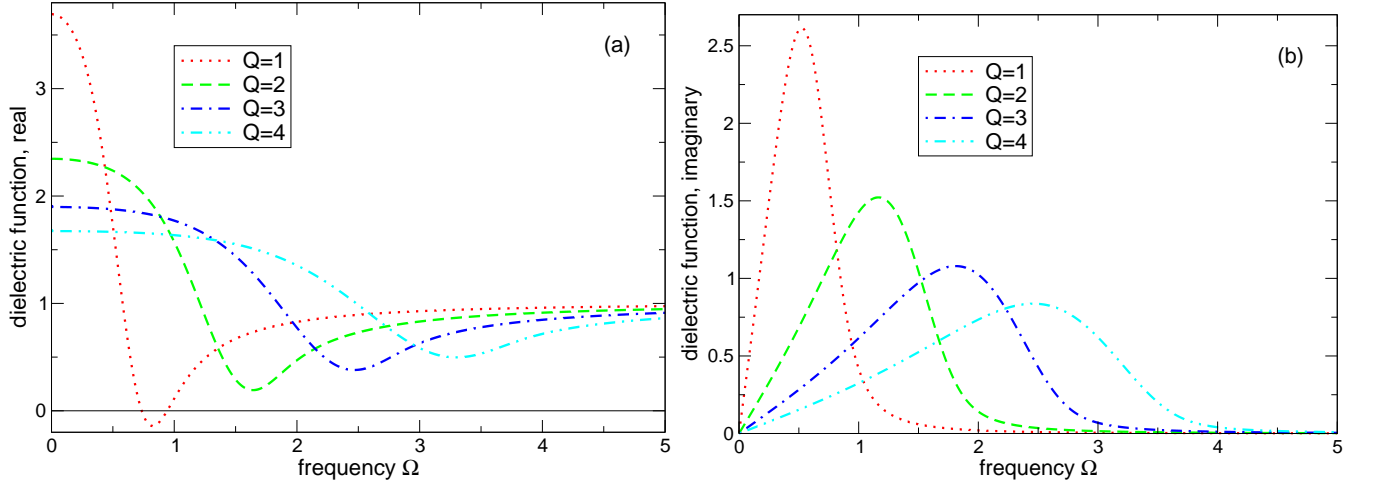 (a)
Q=1
Q=2
Q=3
Q=4
dielectric function, real
3
2
1
0
0 1 2 3 4 5
frequency Ω
(b)
Q=1
Q=2
Q=3
Q=4
dielectric function, imaginary
2.5
2
1.5
1
0.5
0
0 1 2 3 4 5
frequency Ω